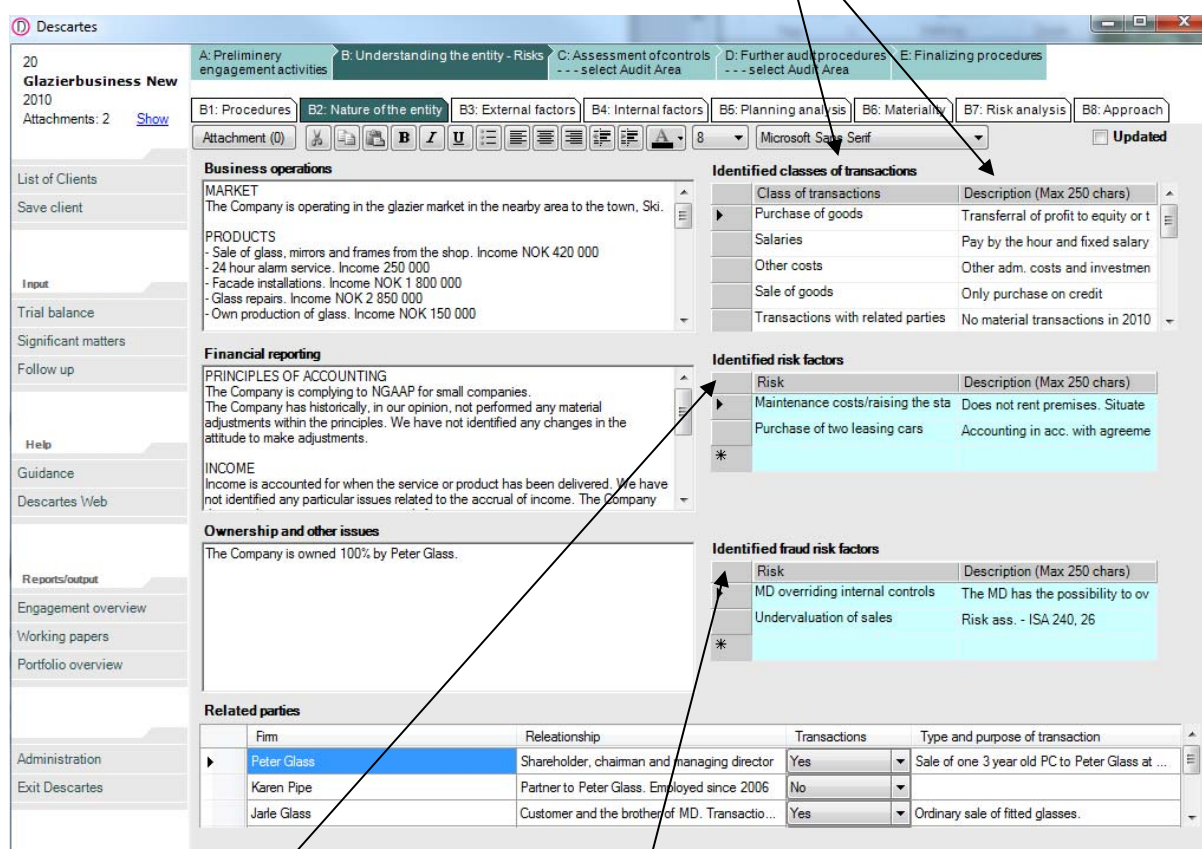 Descartes
20
Glazierbusiness New
2010
Attachments: 2 Show
List of Clients
Save client
Input
Trial balance
Significant matters
Follow up
Help
Guidance
Descartes Web
Reports/output
Engagement overview
Working papers
Portfolio overview
Administration
Exit Descartes
A: Preliminery
engagement activities
B: Understanding the entity - Risks
C: Assessment of controls
- - - select Audit Area
D: Further audit procedures
- - - select Audit Area
E: Finalizing procedures
B1: Procedures
B2: Nature of the entity
B3: External factors
B4: Internal factors
B5: Planning analysis
B6: Materiality
B7: Risk analysis
B8: Approach
Attachment (0) B I U A 8 Microsoft Sans Serif Updated
Business operations
MARKET
The Company is operating in the glazier market in the nearby area to the town, Ski.
PRODUCTS
- Sale of glass, mirrors and frames from the shop. Income NOK 420 000
- 24 hour alarm service. Income 250 000
- Facade installations. Income NOK 1 800 000
- Glass repairs. Income NOK 2 850 000
- Own production of glass. Income NOK 150 000
Identified classes of transactions
Class of transactions Description (Max 250 chars)
Purchase of goods Transferral of profit to equity or t
Salaries Pay by the hour and fixed salary
Other costs Other adm. costs and investmen
Sale of goods Only purchase on credit
Transactions with related parties No material transactions in 2010
Financial reporting
PRINCIPLES OF ACCOUNTING
The Company is complying to NGAAP for small companies.
The Company has historically, in our opinion, not performed any material
adjustments within the principles. We have not identified any changes in the
attitude to make adjustments.
INCOME
Income is accounted for when the service or product has been delivered. We have
not identified any particular issues related to the accrual of income. The Company
Identified risk factors
Risk Description (Max 250 chars)
Maintenance costs/raising the sta Does not rent premises. Situate
Purchase of two leasing cars Accounting in acc. with agreeme
Ownership and other issues
The Company is owned 100% by Peter Glass.
Identified fraud risk factors
Risk Description (Max 250 chars)
MD overriding internal controls The MD has the possibility to ov
Undervaluation of sales Risk ass. - ISA 240, 26
Related parties
Firm Releationship Transactions Type and purpose of transaction
Peter Glass Shareholder, chairman and managing director Yes Sale of one 3 year old PC to Peter Glass at ...
Karen Pipe Partner to Peter Glass. Employed since 2006 No
Jarle Glass Customer and the brother of MD. Transactio... Yes Ordinary sale of fitted glasses.